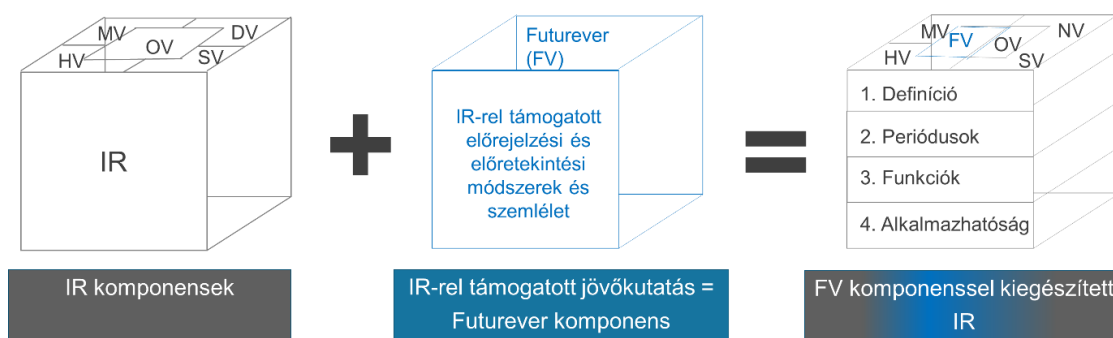 MV
DV
OV
HV
SV
IR
IR komponensek
Futurever
(FV)
IR-rel támogatott
előrejelzési és
előretekintési
módszerek és
szemlélet
IR-rel támogatott jövőkutatás =
Futurever komponens
MV
NV
FV
OV
HV
SV
1. Definíció
2. Periódusok
3. Funkciók
4. Alkalmazhatóság
FV komponenssel kiegészített
IR